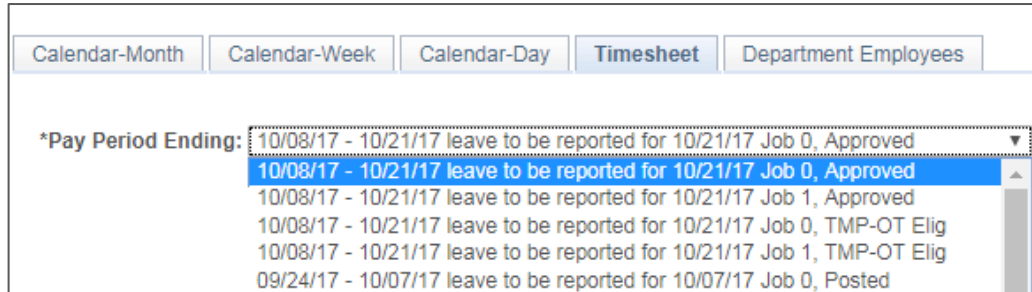 Calendar-Month Calendar-Week Calendar-Day Timesheet Department Employees
*Pay Period Ending: 10/08/17 - 10/21/17 leave to be reported for 10/21/17 Job 0, Approved
10/08/17 - 10/21/17 leave to be reported for 10/21/17 Job 0, Approved
10/08/17 - 10/21/17 leave to be reported for 10/21/17 Job 1, Approved
10/08/17 - 10/21/17 leave to be reported for 10/21/17 Job 0, TMP-OT Elig
10/08/17 - 10/21/17 leave to be reported for 10/21/17 Job 1, TMP-OT Elig
09/24/17 - 10/07/17 leave to be reported for 10/07/17 Job 0, Posted